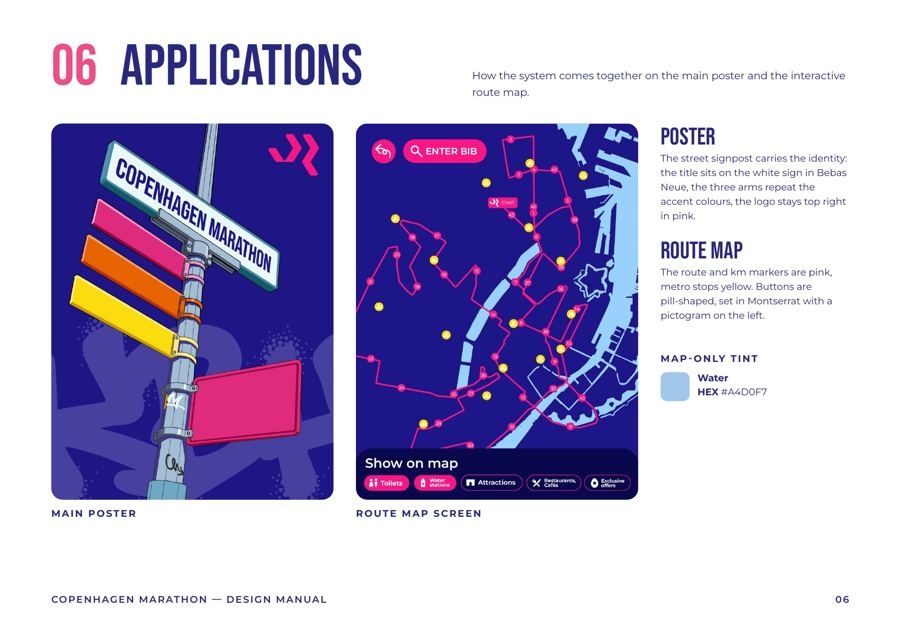 06 APPLICATIONS
How the system comes together on the main poster and the interactive
route map.
COPENHAGEN MARATHON
ENTER BIB
START
Show on map
Toilets
Water
stations
Attractions
Restaurants,
Cafés
Exclusive
offers
MAIN POSTER
ROUTE MAP SCREEN
POSTER
The street signpost carries the identity:
the title sits on the white sign in Bebas
Neue, the three arms repeat the
accent colours, the logo stays top right
in pink.
ROUTE MAP
The route and km markers are pink,
metro stops yellow. Buttons are
pill-shaped, set in Montserrat with a
pictogram on the left.
MAP-ONLY TINT
Water
HEX #A4D0F7
COPENHAGEN MARATHON — DESIGN MANUAL
06